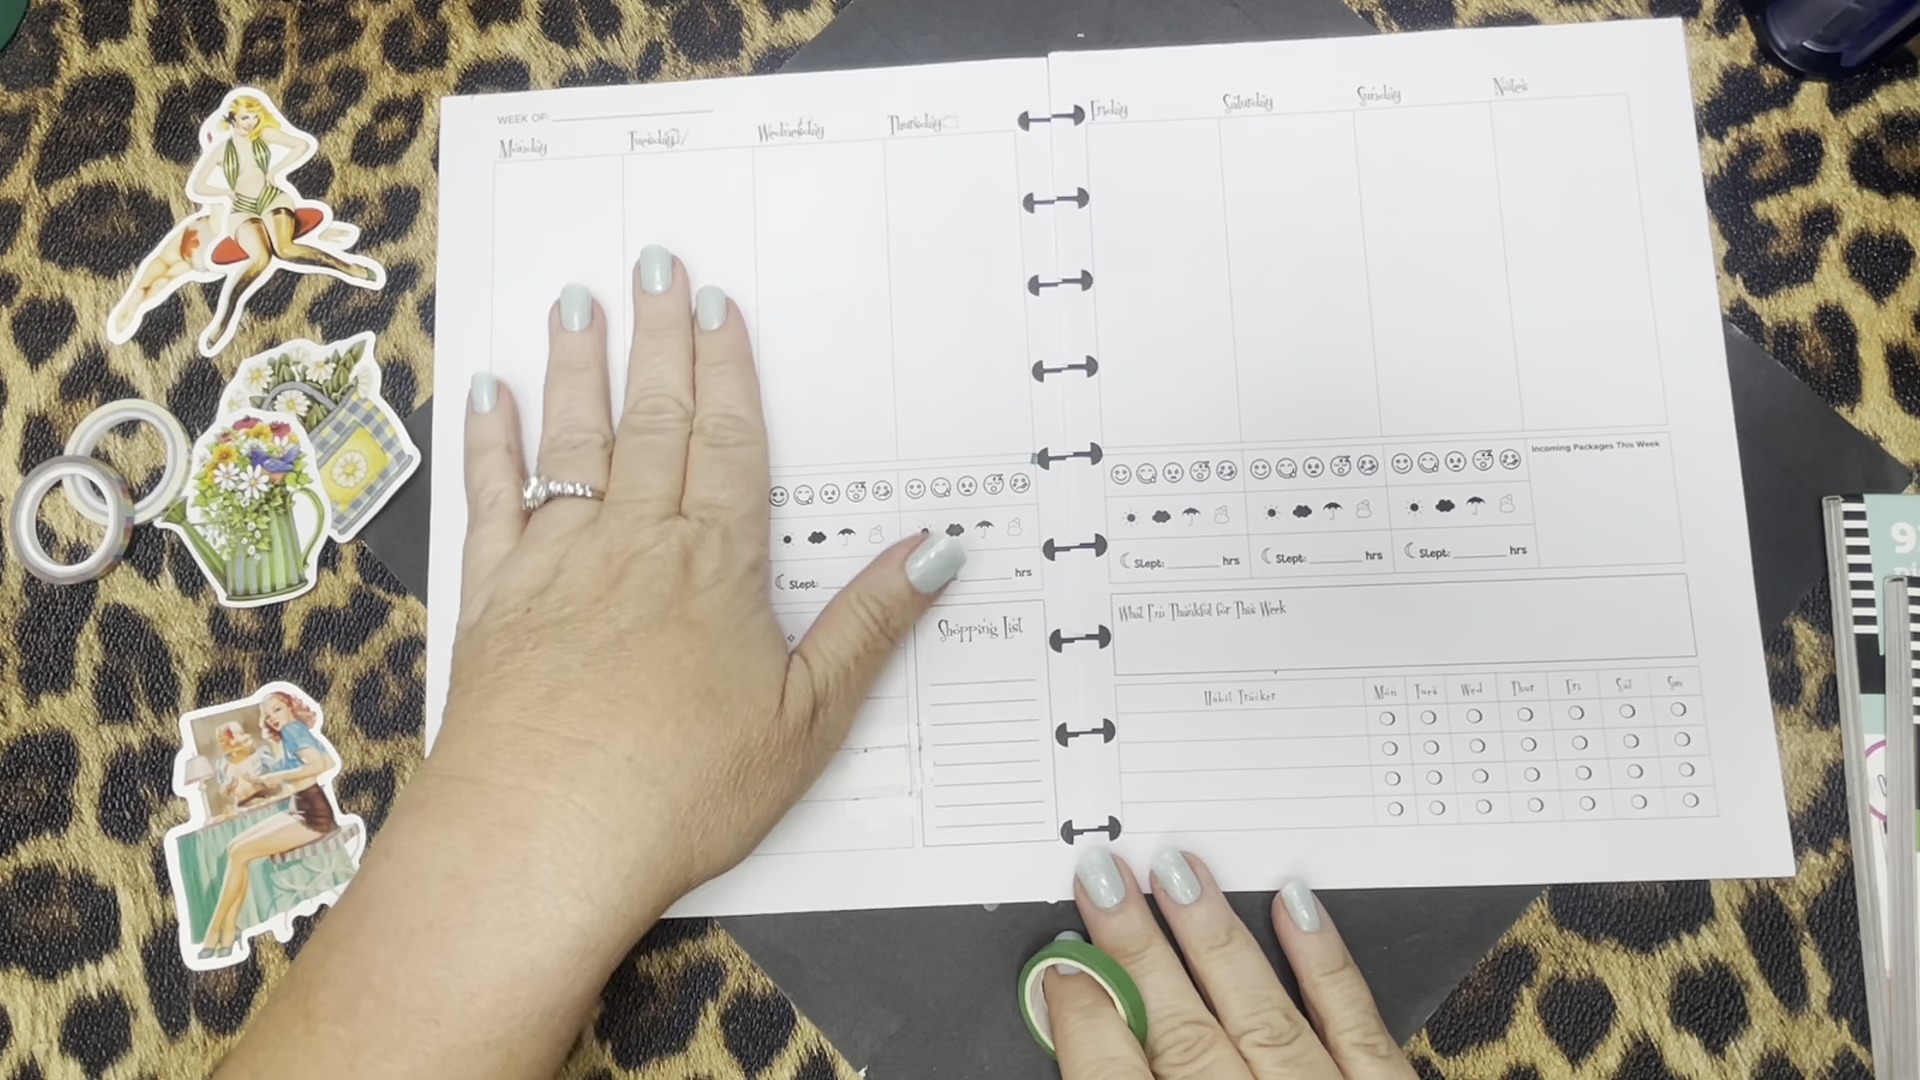 WEEK OF:
Monday
Tuesday
Wednesday
Thursday
Friday
Saturday
Sunday
Notes
Incoming Packages This Week
Slept: hrs
Slept: hrs
Slept: hrs
Slept:
hrs
Shopping List
What I'm Thankful for This Week
Habit Tracker Mon Tues Wed Thur Fri Sat Sun